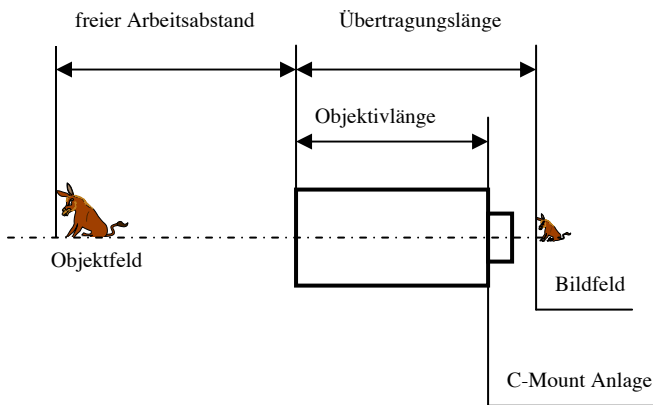 freier Arbeitsabstand
Übertragungslänge
Objektivlänge
Objektfeld
Bildfeld
C-Mount Anlage